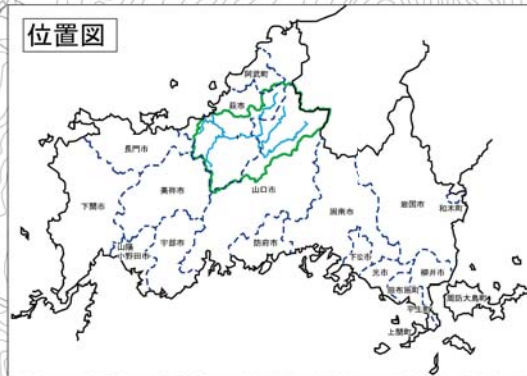 位置図
阿武町
萩市
長門市
美祢市
山口市
下関市
周南市
岩国市
和木町
山陽
小野田市
宇部市
防府市
下松市
光市
柳井市
田布施町
平生町
周防大島町
上関町